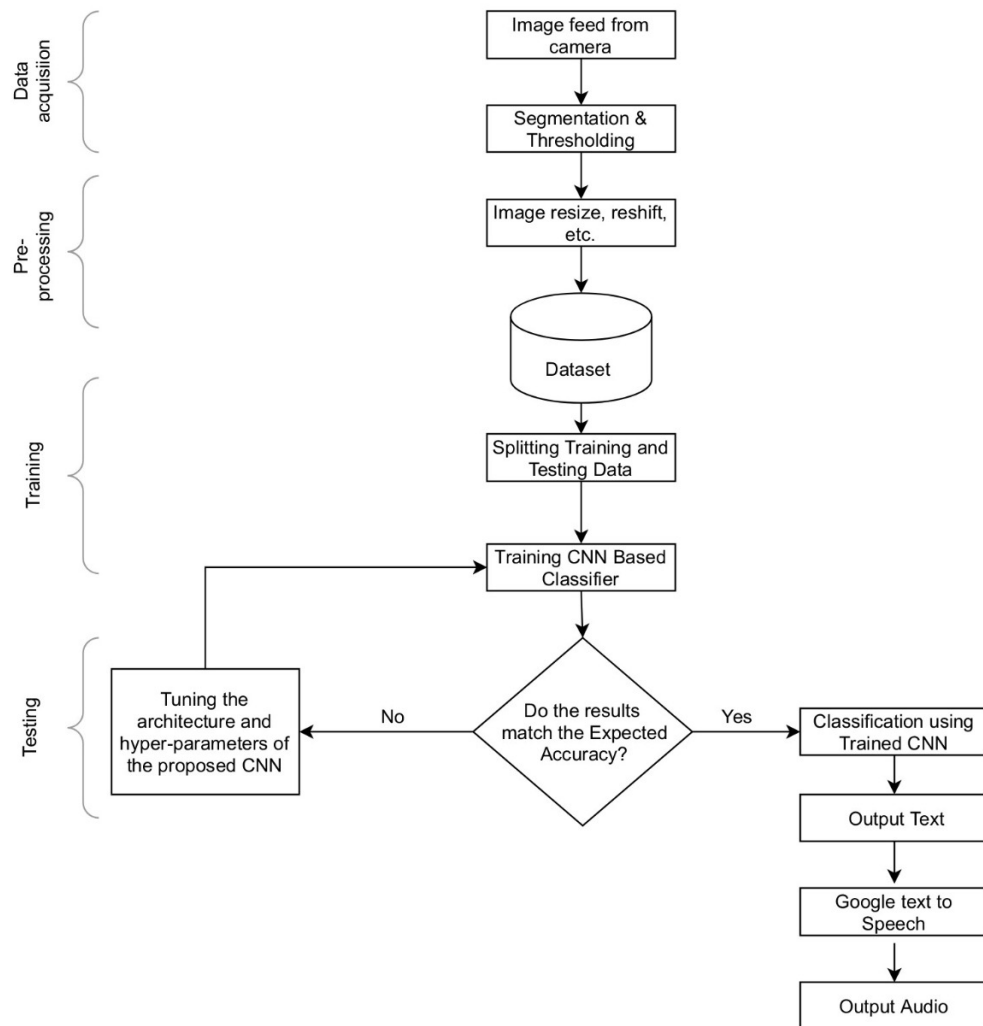 Data
acquisiion
Image feed from
camera
Segmentation &
Thresholding
Pre-
processing
Image resize, reshift,
etc.
Dataset
Training
Splitting Training and
Testing Data
Training CNN Based
Classifier
Testing
Tuning the
architecture and
hyper-parameters of
the proposed CNN
No
Do the results
match the Expected
Accuracy?
Yes
Classification using
Trained CNN
Output Text
Google text to
Speech
Output Audio